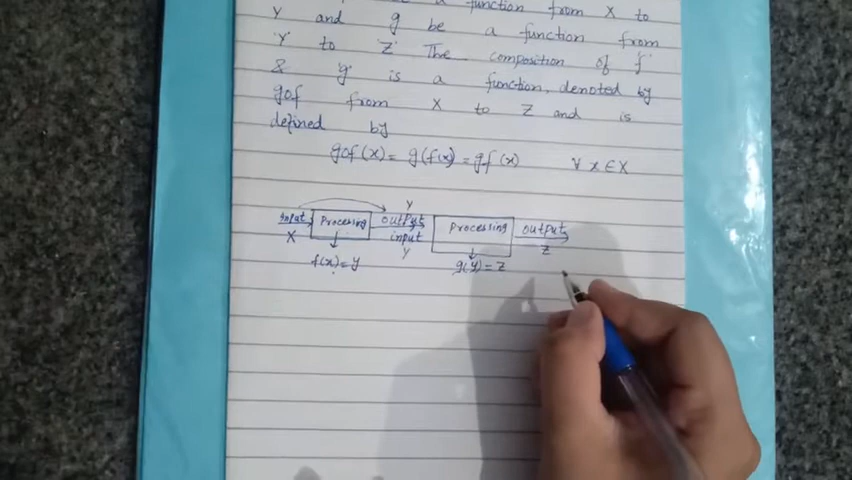 a function from X to
Y and g be a function from
'Y' to 'Z' The composition of 'f'
& 'g' is a function, denoted by
gof from X to Z and is
defined by
gof(x) = g(f(x)) = gf(x) ∀ x ∈ X
Y
input Processing output Processing output
X input Z
Y
f(x) = y g(y) = z